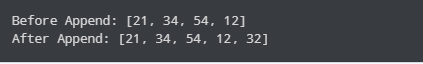 Before Append: [21, 34, 54, 12]
After Append: [21, 34, 54, 12, 32]